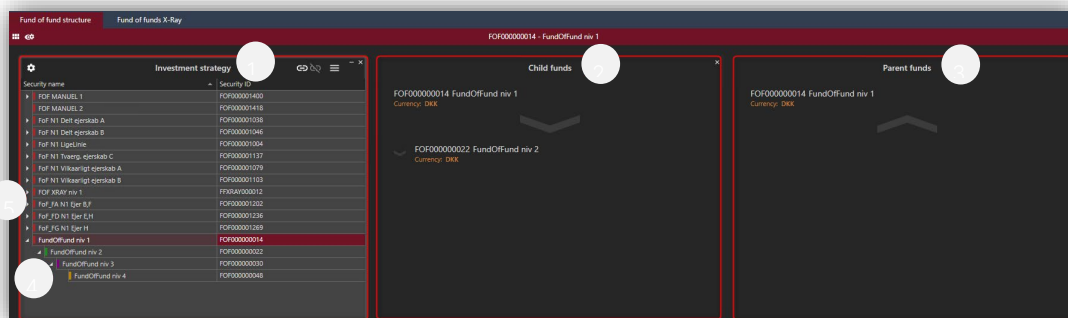 Fund of fund structure Fund of funds X-Ray
FOF000000014 - FundOfFund niv 1
Investment strategy 1
Security name Security ID
FOF MANUEL 1 FOF000001400
FOF MANUEL 2 FOF000001418
FoF N1 Delt ejerskab A FOF000001038
FoF N1 Delt ejerskab B FOF000001046
FoF N1 LigeLinie FOF000001004
FoF N1 Tvaerg. ejerskab C FOF000001137
FoF N1 Vilkaarligt ejerskab A FOF000001079
FoF N1 Vilkaarligt ejerskab B FOF000001103
FOF XRAY niv 1 FFXRAY000012
FoF_FA N1 Ejer B,F FOF000001202
FoF_FD N1 Ejer E,H FOF000001236
FoF_FG N1 Ejer H FOF000001269
FundOfFund niv 1 FOF000000014
FundOfFund niv 2 FOF000000022
FundOfFund niv 3 FOF000000030
FundOfFund niv 4 FOF000000048
5
4
Child funds 2
FOF000000014 FundOfFund niv 1
Currency: DKK
FOF000000022 FundOfFund niv 2
Currency: DKK
Parent funds 3
FOF000000014 FundOfFund niv 1
Currency: DKK